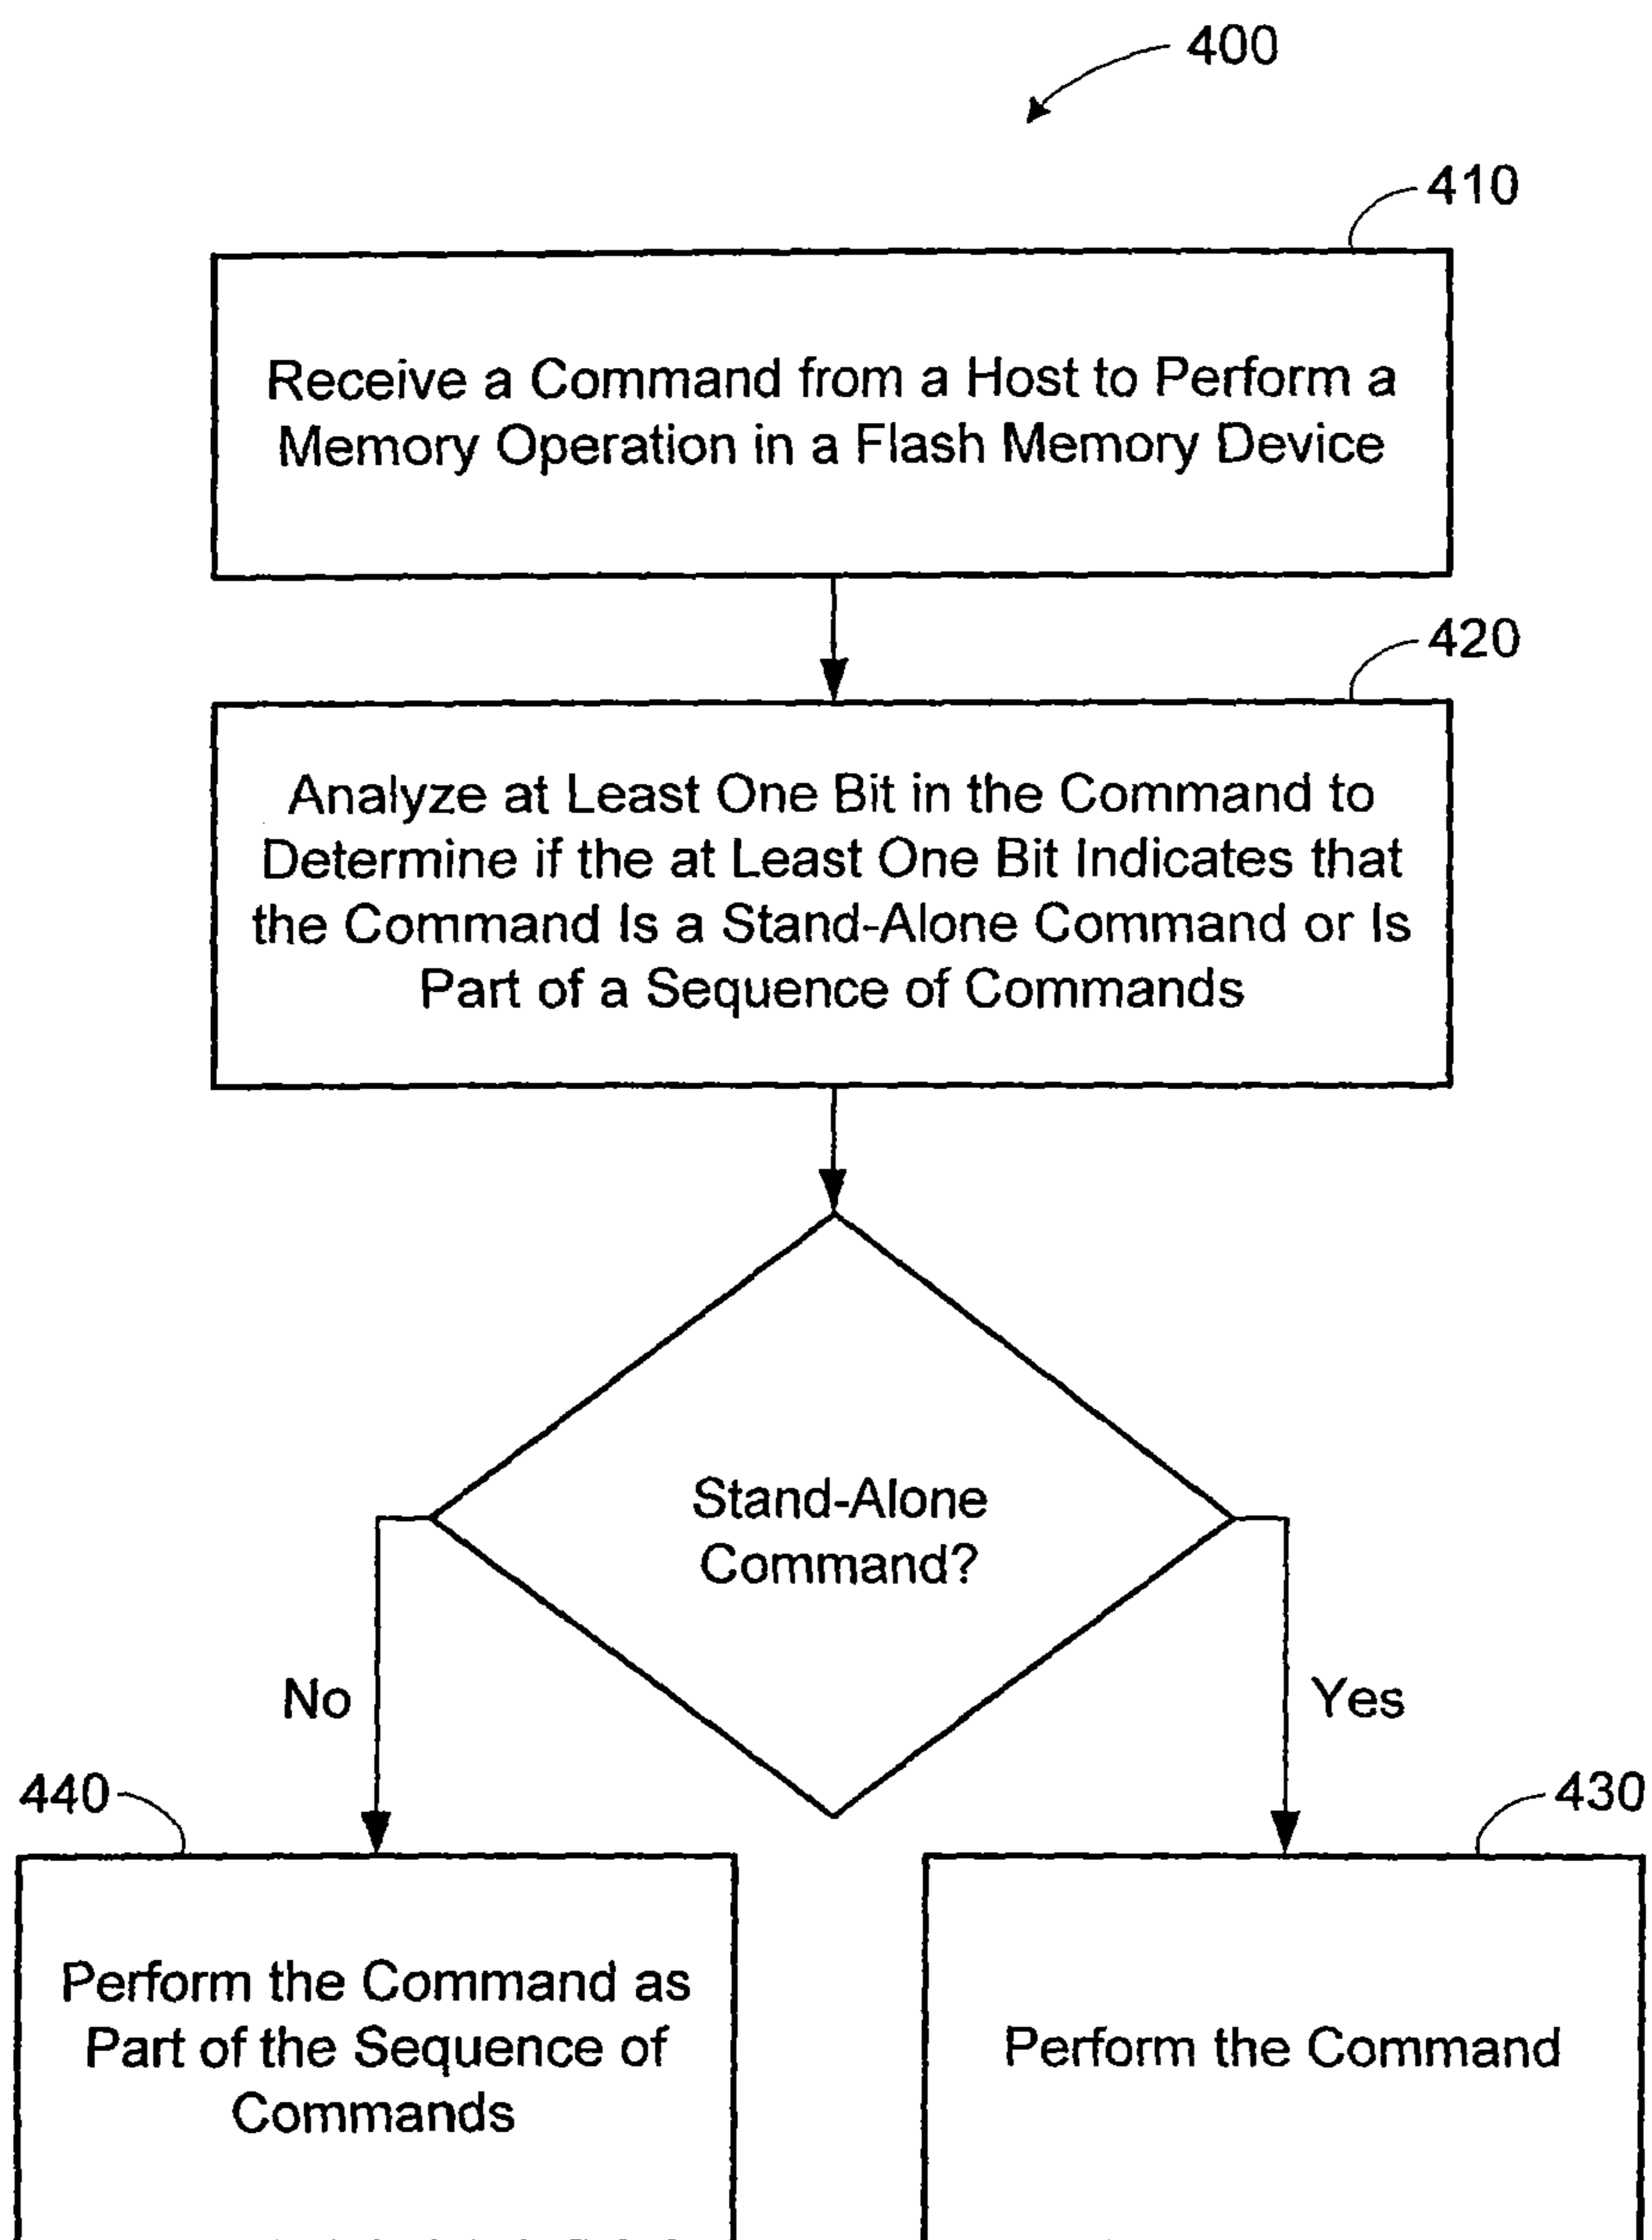 400
410
Receive a Command from a Host to Perform a
Memory Operation in a Flash Memory Device
420
Analyze at Least One Bit in the Command to
Determine if the at Least One Bit Indicates that
the Command Is a Stand-Alone Command or Is
Part of a Sequence of Commands
Stand-Alone
Command?
No
Yes
440
430
Perform the Command as
Part of the Sequence of
Commands
Perform the Command